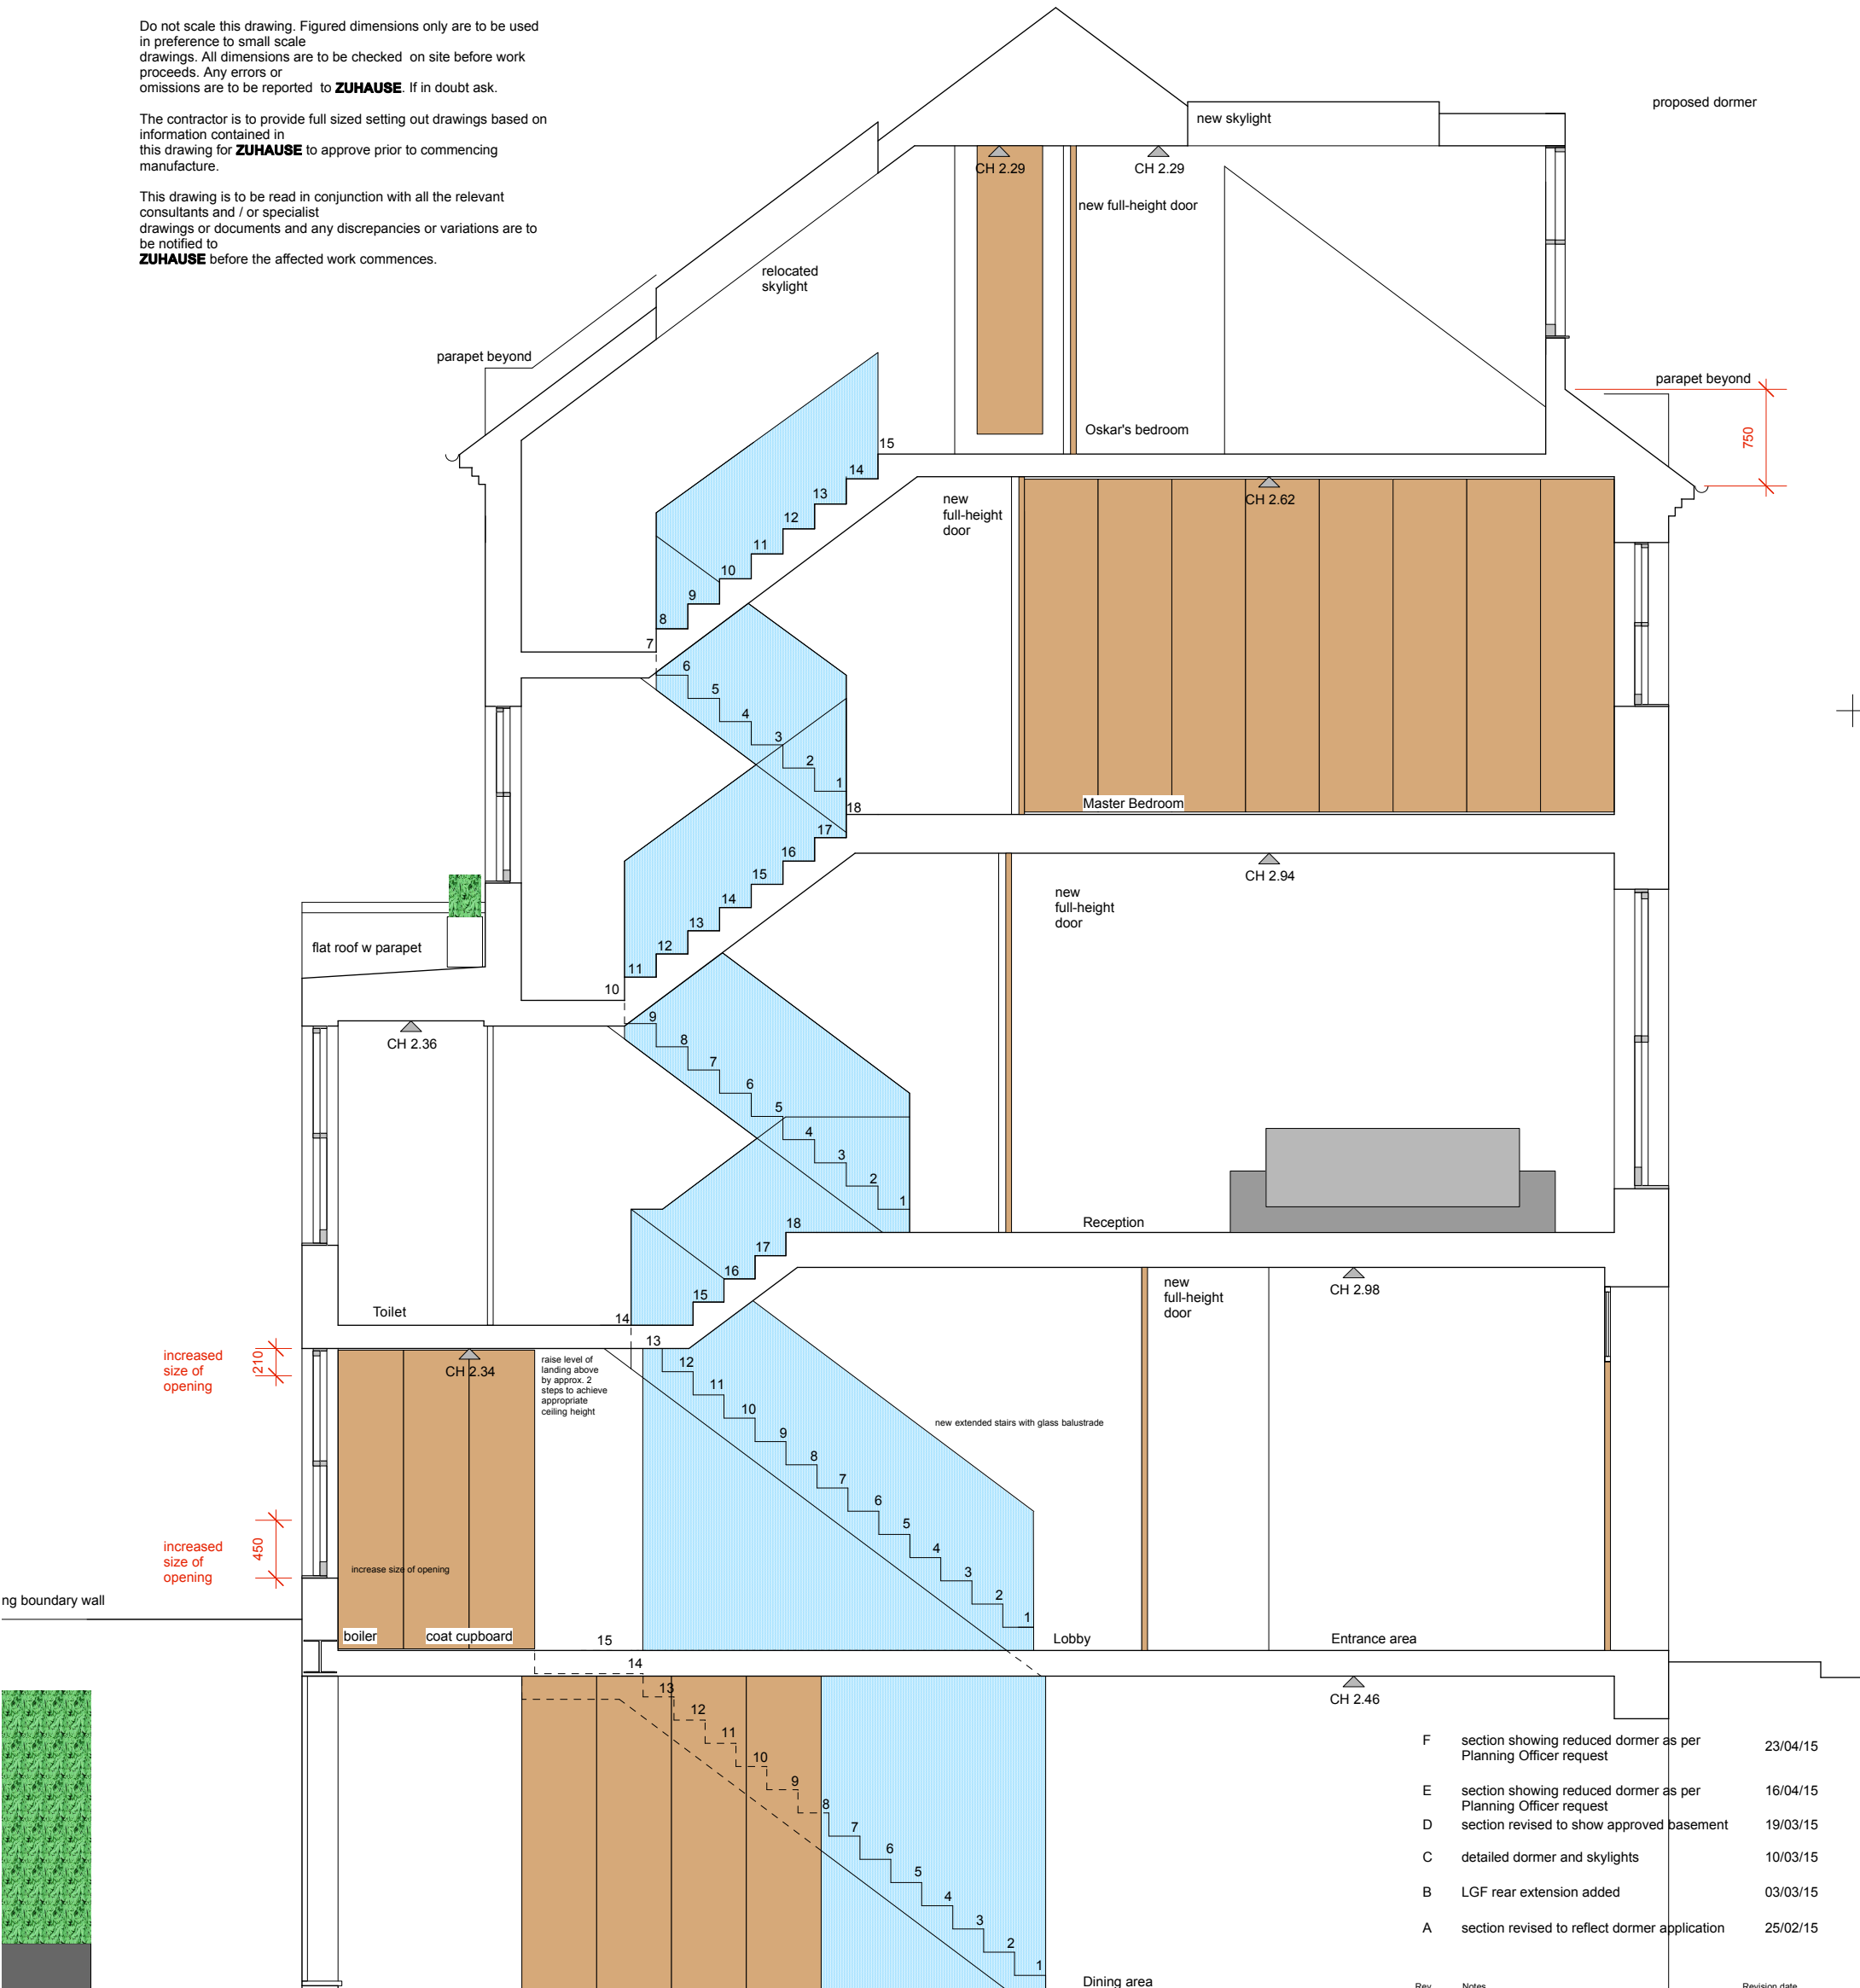 Do not scale this drawing. Figured dimensions only are to be used
in preference to small scale
drawings. All dimensions are to be checked on site before work
proceeds. Any errors or
omissions are to be reported to ZUHAUSE. If in doubt ask.
The contractor is to provide full sized setting out drawings based on
information contained in
this drawing for ZUHAUSE to approve prior to commencing
manufacture.
This drawing is to be read in conjunction with all the relevant
consultants and / or specialist
drawings or documents and any discrepancies or variations are to
be notified to
ZUHAUSE before the affected work commences.
proposed dormer
new skylight
CH 2.29
CH 2.29
new full-height door
relocated
skylight
parapet beyond
parapet beyond
750
Oskar's bedroom
15
14
13
12
11
10
9
8
7
new
full-height
door
CH 2.62
6
5
4
3
2
1
Master Bedroom
18
17
16
15
14
13
12
11
10
CH 2.94
new
full-height
door
flat roof w parapet
CH 2.36
9
8
7
6
5
4
3
2
1
Reception
18
17
16
15
14
Toilet
new
full-height
door
CH 2.98
increased
size of
opening
210
CH 2.34
raise level of
landing above
by approx. 2
steps to achieve
appropriate
ceiling height
13
12
11
10
9
8
7
6
5
4
3
2
1
new extended stairs with glass balustrade
increased
size of
opening
450
increase size of opening
ng boundary wall
boiler
coat cupboard
15
Lobby
Entrance area
14
13
12
11
10
9
8
7
6
5
4
3
2
1
CH 2.46
Dining area
F section showing reduced dormer as per 23/04/15
Planning Officer request
E section showing reduced dormer as per 16/04/15
Planning Officer request
D section revised to show approved basement 19/03/15
C detailed dormer and skylights 10/03/15
B LGF rear extension added 03/03/15
A section revised to reflect dormer application 25/02/15
Rev Notes Revision date